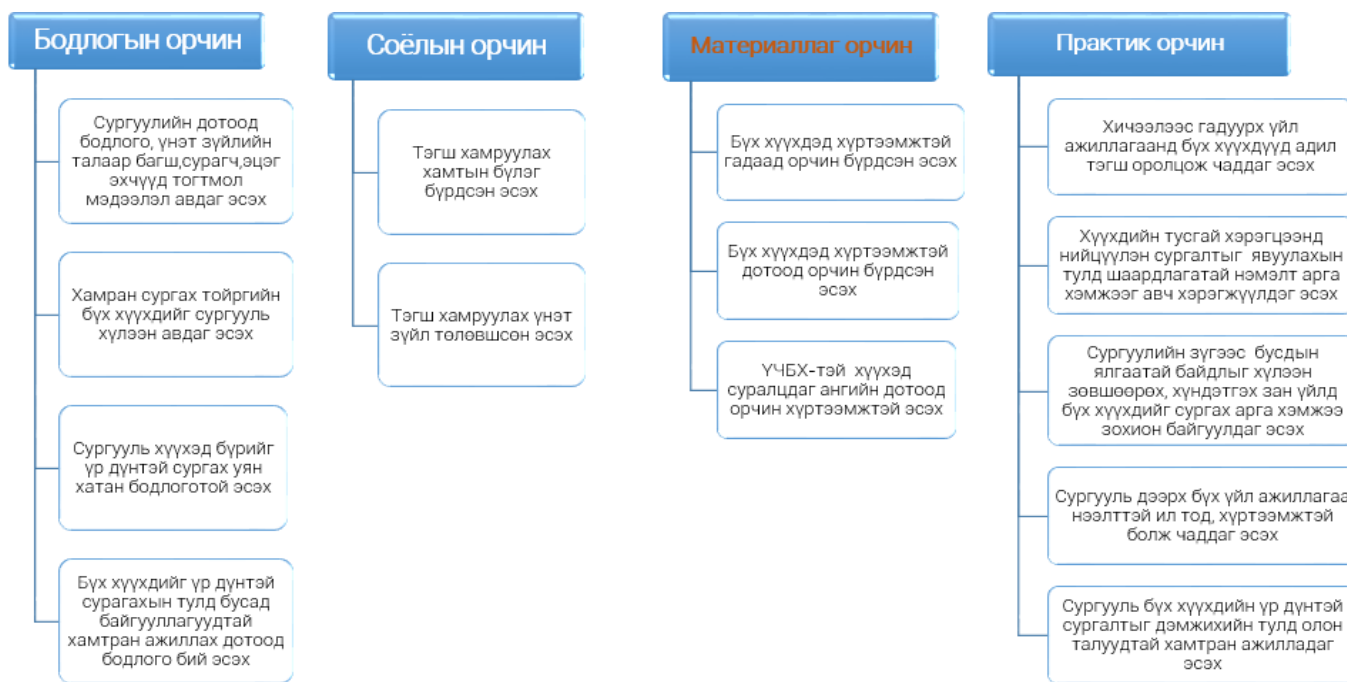 Бодлогын орчин
Сургуулийн дотоод
бодлого, үнэт зүйлийн
талаар багш,сурагч,эцэг
эхчүүд тогтмол
мэдээлэл авдаг эсэх
Хамран сургах тойргийн
бүх хүүхдийг сургууль
хүлээн авдаг эсэх
Сургууль хүүхэд бүрийг
үр дүнтэй сургах уян
хатан бодлоготой эсэх
Бүх хүүхдийг үр дүнтэй
сурагахын тулд бусад
байгууллагуудтай
хамтран ажиллах дотоод
бодлого бий эсэх
Соёлын орчин
Тэгш хамруулах
хамтын бүлэг
бүрдсэн эсэх
Тэгш хамруулах үнэт
зүйл төлөвшсөн эсэх
Материаллаг орчин
Бүх хүүхдэд хүртээмжтэй
гадаад орчин бүрдсэн эсэх
Бүх хүүхдэд хүртээмжтэй
дотоод орчин бүрдсэн
эсэх
ҮЧБХ-тэй хүүхэд
суралцдаг ангийн дотоод
орчин хүртээмжтэй эсэх
Практик орчин
Хичээлээс гадуурх үйл
ажиллагаанд бүх хүүхдүүд адил
тэгш оролцож чаддаг эсэх
Хүүхдийн тусгай хэрэгцээнд
нийцүүлэн сургалтыг явуулахын
тулд шаардлагатай нэмэлт арга
хэмжээг авч хэрэгжүүлдэг эсэх
Сургуулийн зүгээс бусдын
ялгаатай байдлыг хүлээн
зөвшөөрөх, хүндэтгэх зан үйлд
бүх хүүхдийг сургах арга хэмжээ
зохион байгуулдаг эсэх
Сургууль дээрх бүх үйл ажиллагаа
нээлттэй ил тод, хүртээмжтэй
болж чаддаг эсэх
Сургууль бүх хүүхдийн үр дүнтэй
сургалтыг дэмжихийн тулд олон
талуудтай хамтран ажилладаг
эсэх